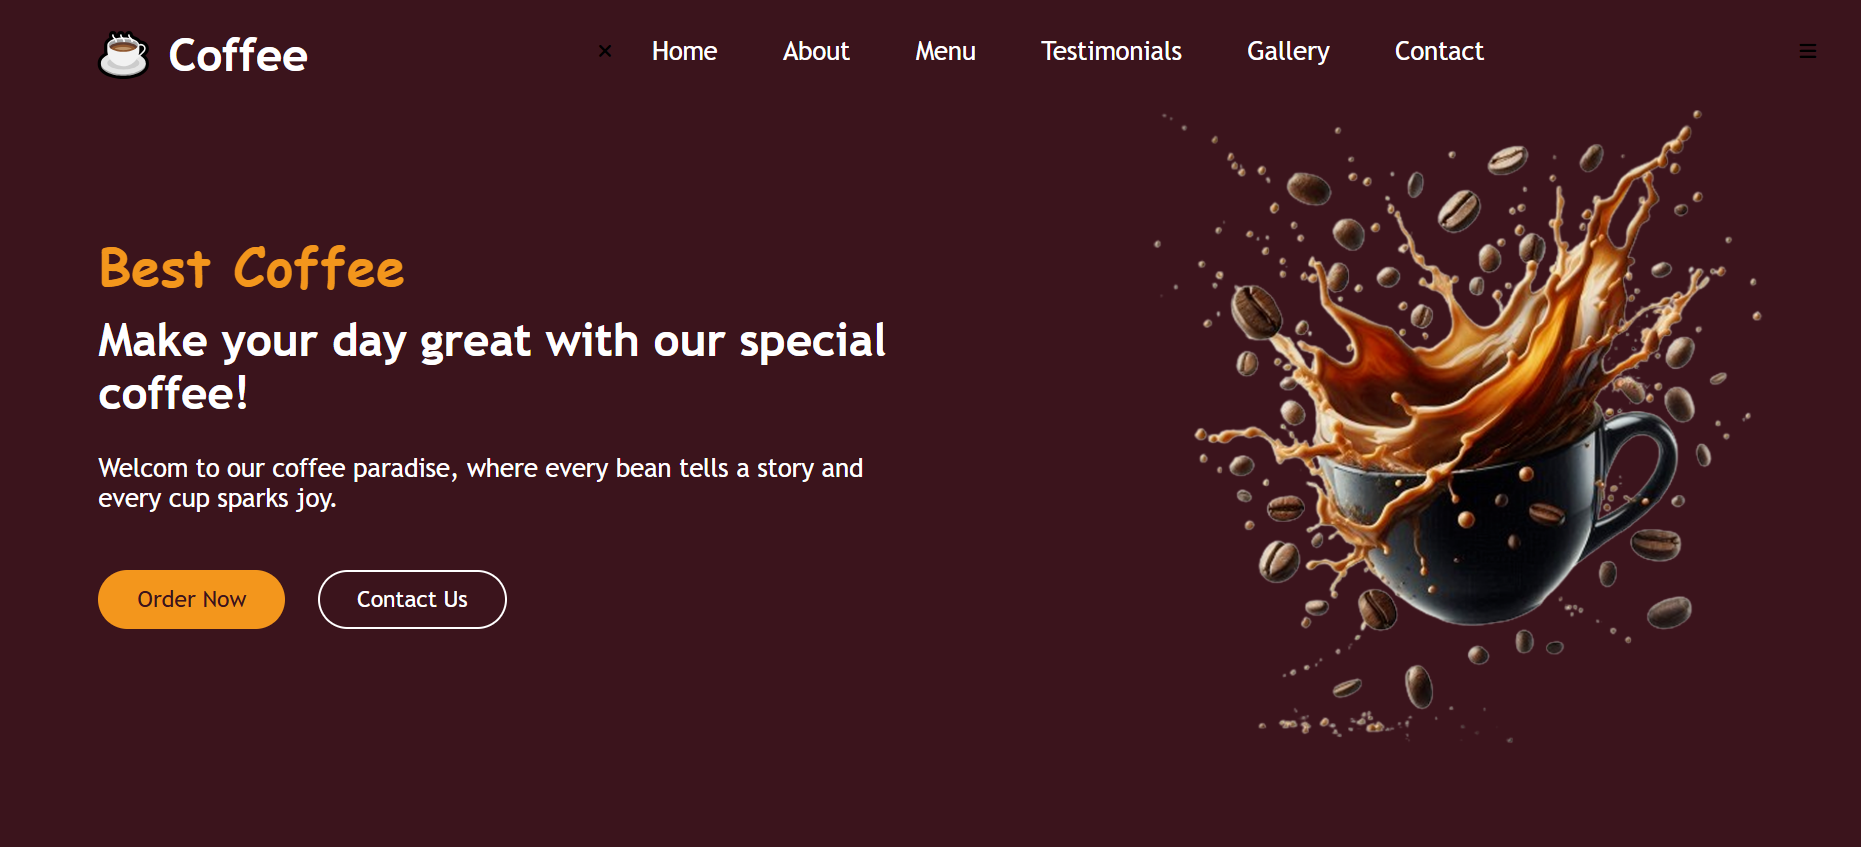 Coffee
Home About Menu Testimonials Gallery Contact
Best Coffee
Make your day great with our special
coffee!
Welcom to our coffee paradise, where every bean tells a story and
every cup sparks joy.
Order Now Contact Us